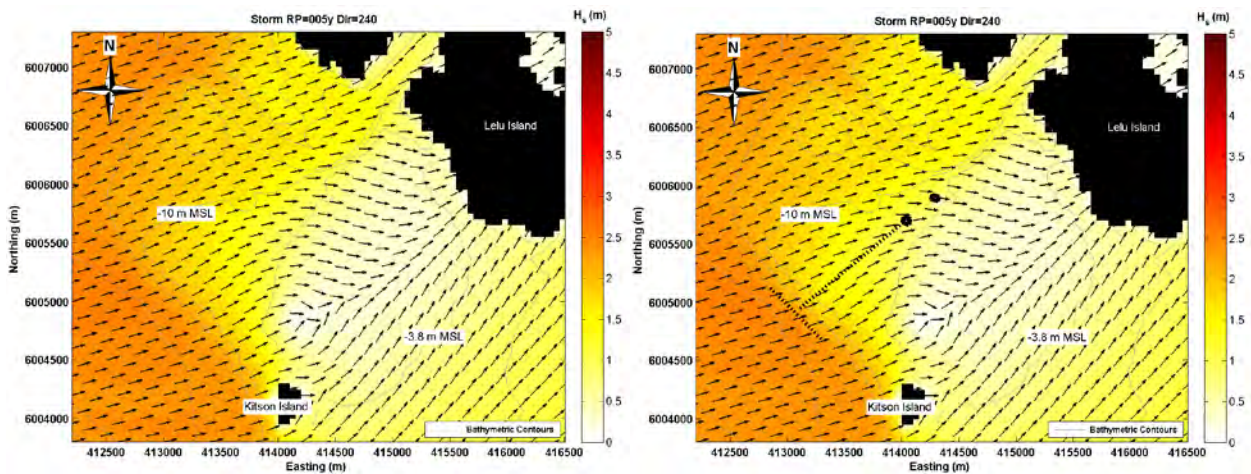 Storm RP=005y Dir=240
H_s (m)
N
Lelu Island
-10 m MSL
-3.8 m MSL
Kitson Island
Bathymetric Contours
6007000
6006500
6006000
6005500
6005000
6004500
6004000
Northing (m)
412500 413000 413500 414000 414500 415000 415500 416000 416500
Easting (m)
5
4.5
4
3.5
3
2.5
2
1.5
1
0.5
0
Storm RP=005y Dir=240
H_s (m)
N
Lelu Island
-10 m MSL
-3.8 m MSL
Kitson Island
Bathymetric Contours
6007000
6006500
6006000
6005500
6005000
6004500
6004000
Northing (m)
412500 413000 413500 414000 414500 415000 415500 416000 416500
Easting (m)
5
4.5
4
3.5
3
2.5
2
1.5
1
0.5
0